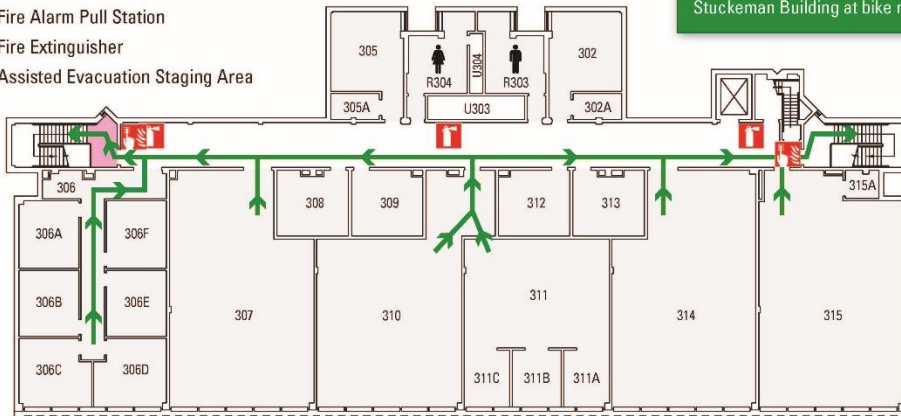 Fire Alarm Pull Station
Fire Extinguisher
Assisted Evacuation Staging Area
Stuckeman Building at bike
305
R304
U304
R303
302
305A
U303
302A
306
308
309
312
313
315A
306A
306F
306B
306E
307
310
311
314
315
306C
306D
311C
311B
311A